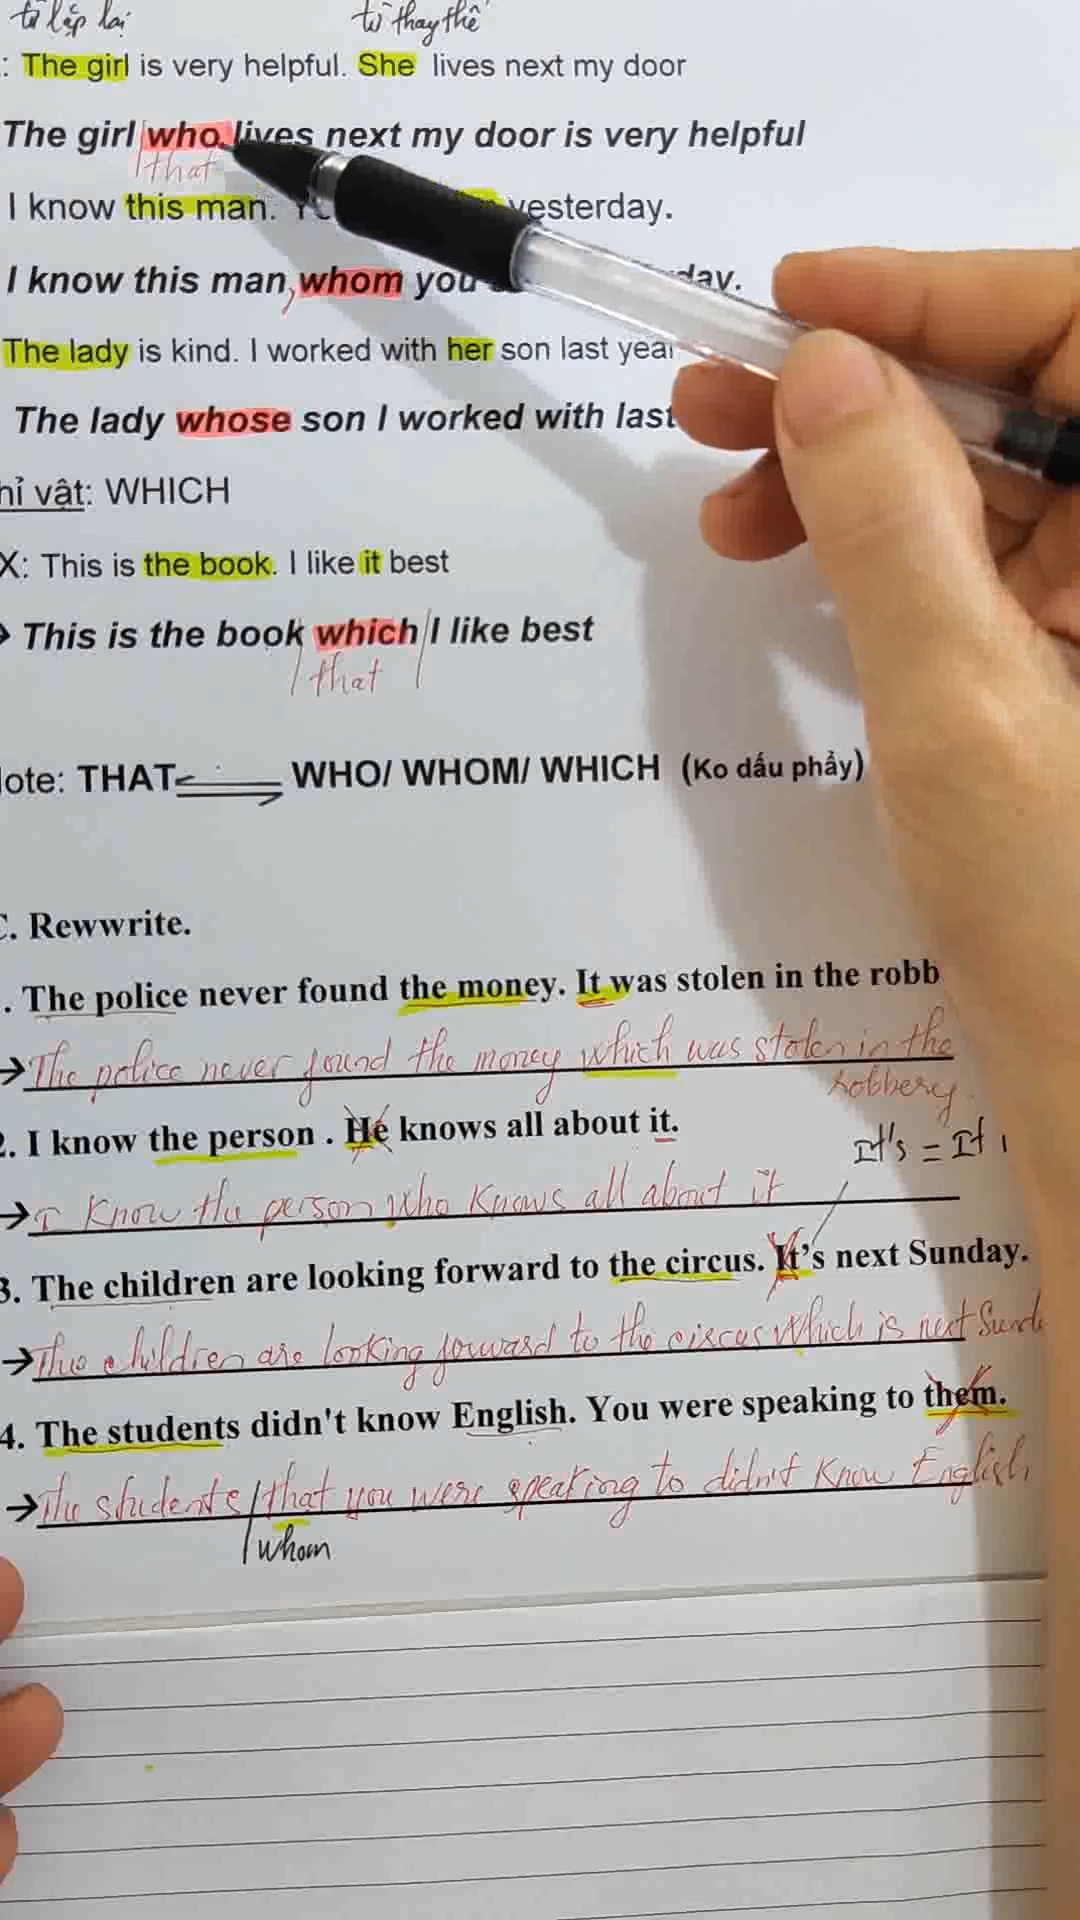 từ lặp lại từ thay thế
: The girl is very helpful. She lives next my door
The girl who lives next my door is very helpful
that
I know this man. yesterday.
I know this man, whom you day.
The lady is kind. I worked with her son last year
The lady whose son I worked with last
hỉ vật: WHICH
X: This is the book. I like it best
This is the book which I like best
that
lote: THAT WHO/ WHOM/ WHICH (Ko dấu phẩy)
C. Rewwrite.
. The police never found the money. It was stolen in the robb
→ The police never found the money which was stolen in the
robbery.
2. I know the person . He knows all about it.
It's = It i
→ I know the person who knows all about it
3. The children are looking forward to the circus. It's next Sunday.
→ The children are looking forward to the circus which is next Sund
4. The students didn't know English. You were speaking to them.
→ The students that you were speaking to didn't know English
whom